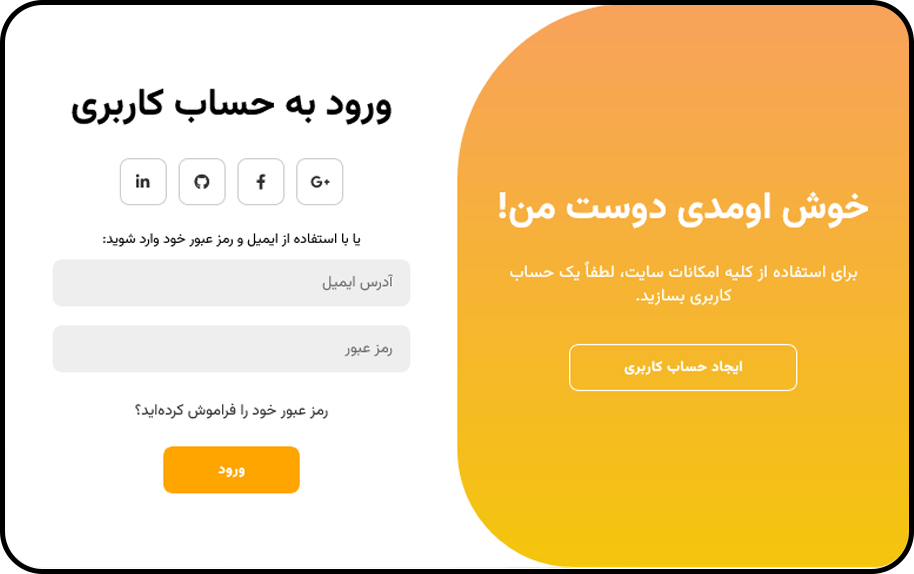 ورود به حساب کاربری
G+
f
in
یا با استفاده از ایمیل و رمز عبور خود وارد شوید:
آدرس ایمیل
رمز عبور
رمز عبور خود را فراموش کرده‌اید؟
ورود
خوش اومدی دوست من!
برای استفاده از کلیه امکانات سایت، لطفاً یک حساب
کاربری بسازید.
ایجاد حساب کاربری